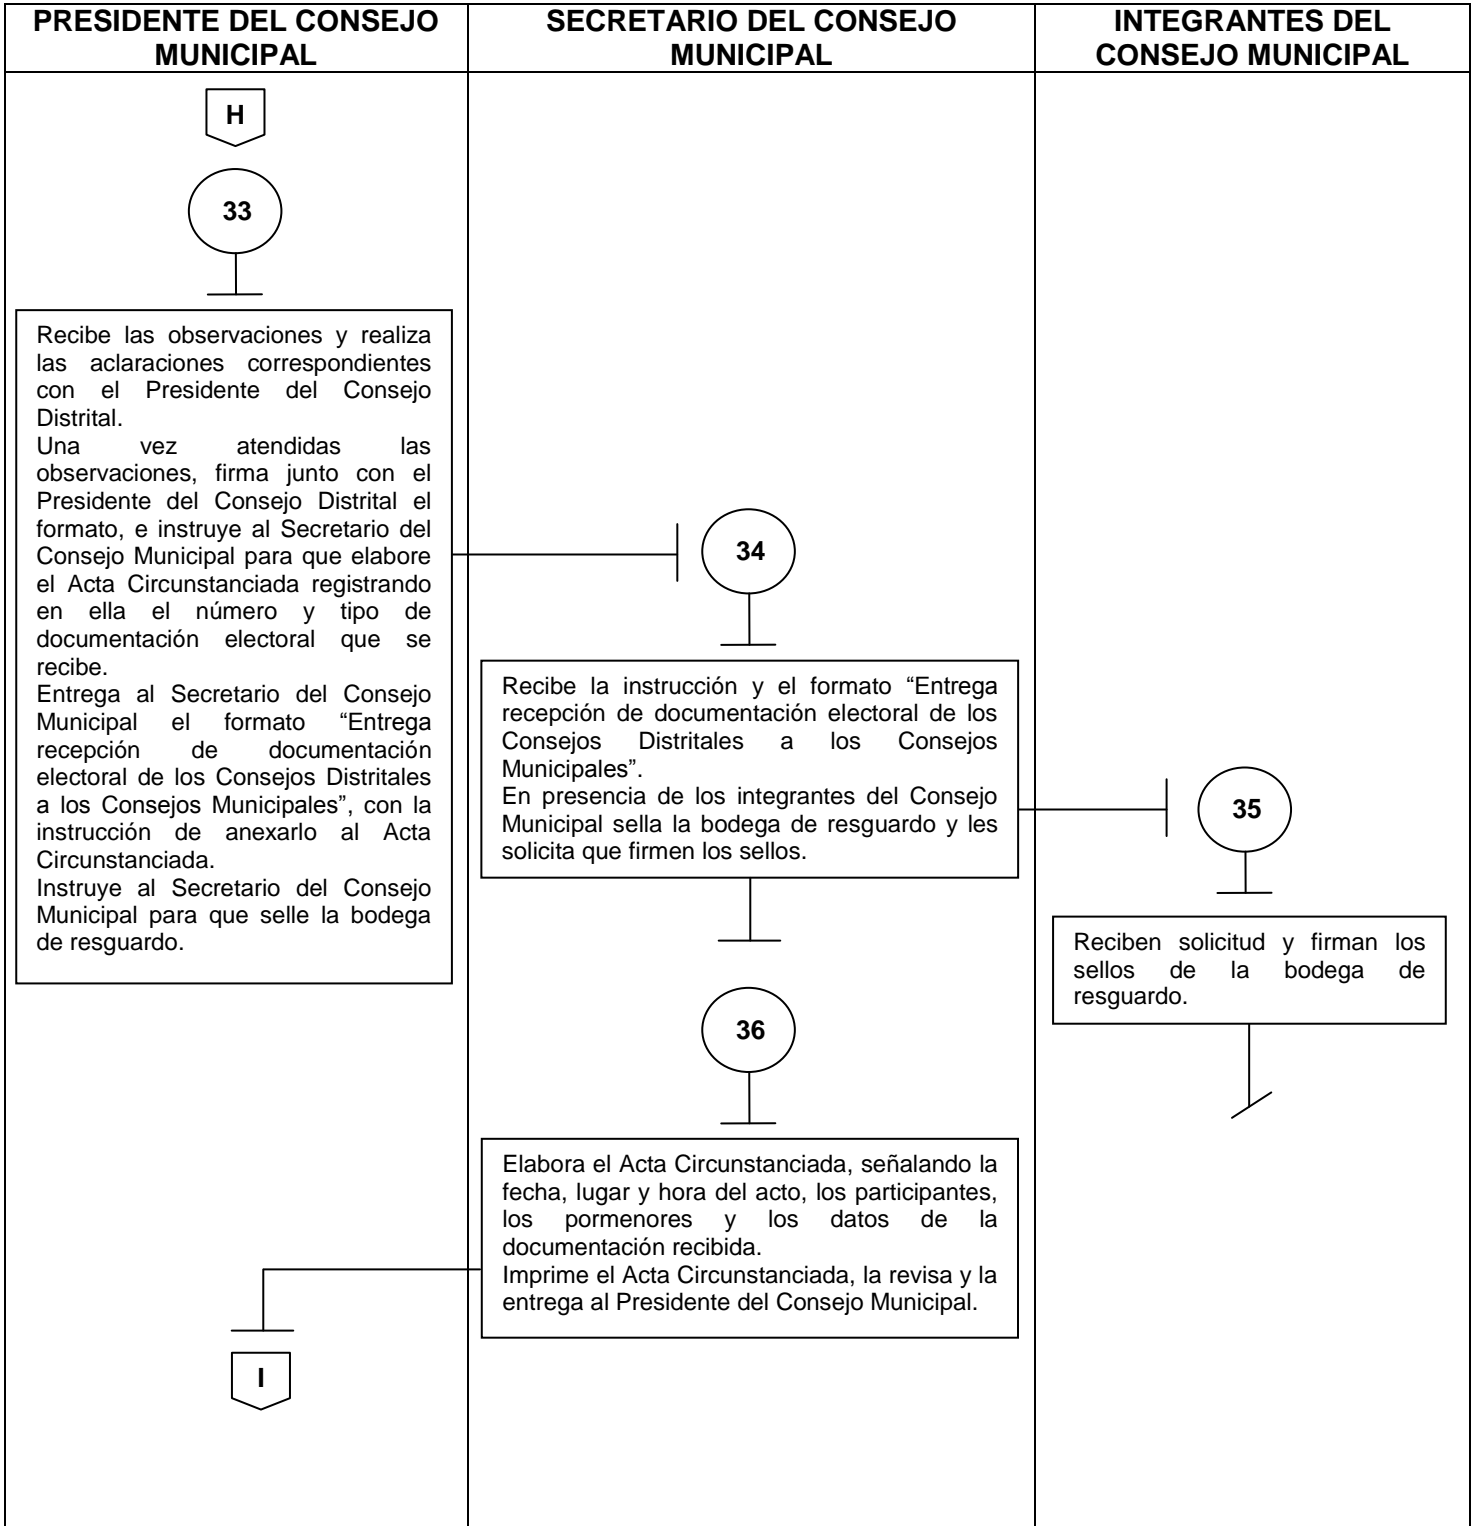 PRESIDENTE DEL CONSEJO
MUNICIPAL
SECRETARIO DEL CONSEJO
MUNICIPAL
INTEGRANTES DEL
CONSEJO MUNICIPAL
H
33
Recibe las observaciones y realiza
las aclaraciones correspondientes
con el Presidente del Consejo
Distrital.
Una vez atendidas las
observaciones, firma junto con el
Presidente del Consejo Distrital el
formato, e instruye al Secretario del
Consejo Municipal para que elabore
el Acta Circunstanciada registrando
en ella el número y tipo de
documentación electoral que se
recibe.
Entrega al Secretario del Consejo
Municipal el formato “Entrega
recepción de documentación
electoral de los Consejos Distritales
a los Consejos Municipales”, con la
instrucción de anexarlo al Acta
Circunstanciada.
Instruye al Secretario del Consejo
Municipal para que selle la bodega
de resguardo.
34
Recibe la instrucción y el formato “Entrega
recepción de documentación electoral de los
Consejos Distritales a los Consejos
Municipales”.
En presencia de los integrantes del Consejo
Municipal sella la bodega de resguardo y les
solicita que firmen los sellos.
35
Reciben solicitud y firman los
sellos de la bodega de
resguardo.
36
Elabora el Acta Circunstanciada, señalando la
fecha, lugar y hora del acto, los participantes,
los pormenores y los datos de la
documentación recibida.
Imprime el Acta Circunstanciada, la revisa y la
entrega al Presidente del Consejo Municipal.
I